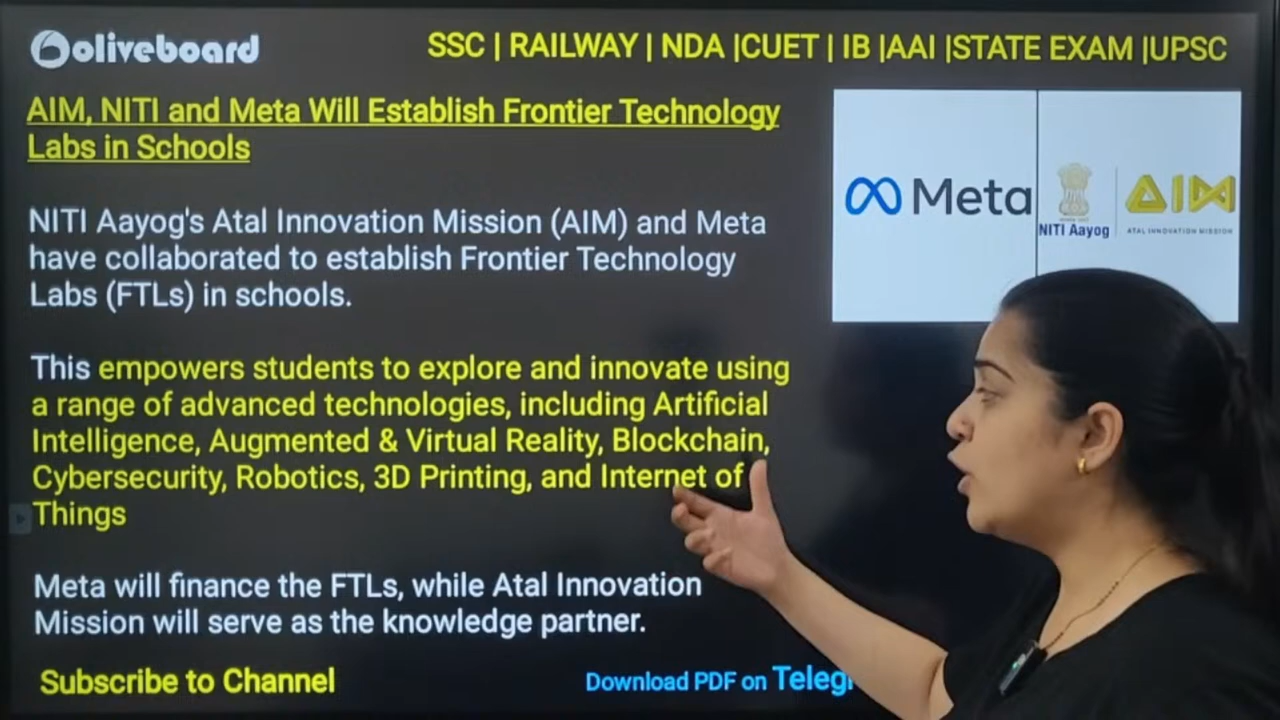 oliveboard
SSC | RAILWAY | NDA |CUET | IB |AAI |STATE EXAM |UPSC
AIM, NITI and Meta Will Establish Frontier Technology
Labs in Schools
Meta
NITI Aayog
AIM
ATAL INNOVATION MISSION
NITI Aayog's Atal Innovation Mission (AIM) and Meta
have collaborated to establish Frontier Technology
Labs (FTLs) in schools.
This empowers students to explore and innovate using
a range of advanced technologies, including Artificial
Intelligence, Augmented & Virtual Reality, Blockchain,
Cybersecurity, Robotics, 3D Printing, and Internet of
Things
Meta will finance the FTLs, while Atal Innovation
Mission will serve as the knowledge partner.
Subscribe to Channel
Download PDF on Telegr